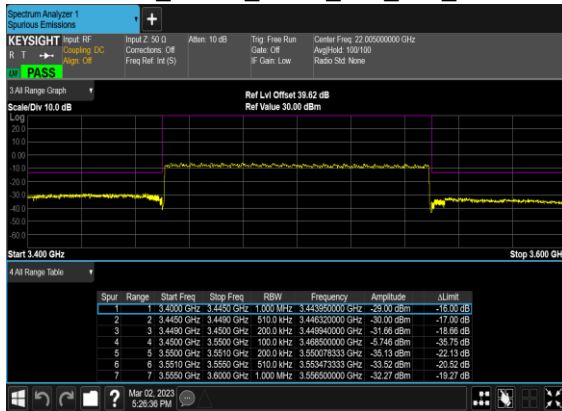 Spectrum Analyzer 1
Spurious Emissions
+
KEYSIGHT Input: RF Input Z: 50 Ω Atten: 10 dB Trig: Free Run Center Freq: 22.005000000 GHz
R T Coupling: DC Corrections: Off Gate: Off Avg|Hold: 100/100
Align: Off Freq Ref: Int (S) IF Gain: Low Radio Std: None
PASS
3 All Range Graph
Ref Lvl Offset 39.62 dB
Scale/Div 10.0 dB Ref Value 30.00 dBm
Log
20.0
10.0
0.00
-10.0
-20.0
-30.0
-40.0
-50.0
-60.0
Start 3.400 GHz Stop 3.600 GH
4 All Range Table
Spur Range Start Freq Stop Freq RBW Frequency Amplitude ΔLimit
1 1 3.4000 GHz 3.4450 GHz 1.000 MHz 3.443950000 GHz -29.00 dBm -16.00 dB
2 2 3.4450 GHz 3.4490 GHz 510.0 kHz 3.446320000 GHz -30.00 dBm -17.00 dB
3 3 3.4490 GHz 3.4500 GHz 200.0 kHz 3.449940000 GHz -31.66 dBm -18.66 dB
4 4 3.4500 GHz 3.5500 GHz 100.0 kHz 3.468500000 GHz -5.746 dBm -35.75 dB
5 5 3.5500 GHz 3.5510 GHz 200.0 kHz 3.550078333 GHz -35.13 dBm -22.13 dB
6 6 3.5510 GHz 3.5550 GHz 510.0 kHz 3.553473333 GHz -33.52 dBm -20.52 dB
7 7 3.5550 GHz 3.6000 GHz 1.000 MHz 3.556500000 GHz -32.27 dBm -19.27 dB
? Mar 02, 2023
5:26:36 PM